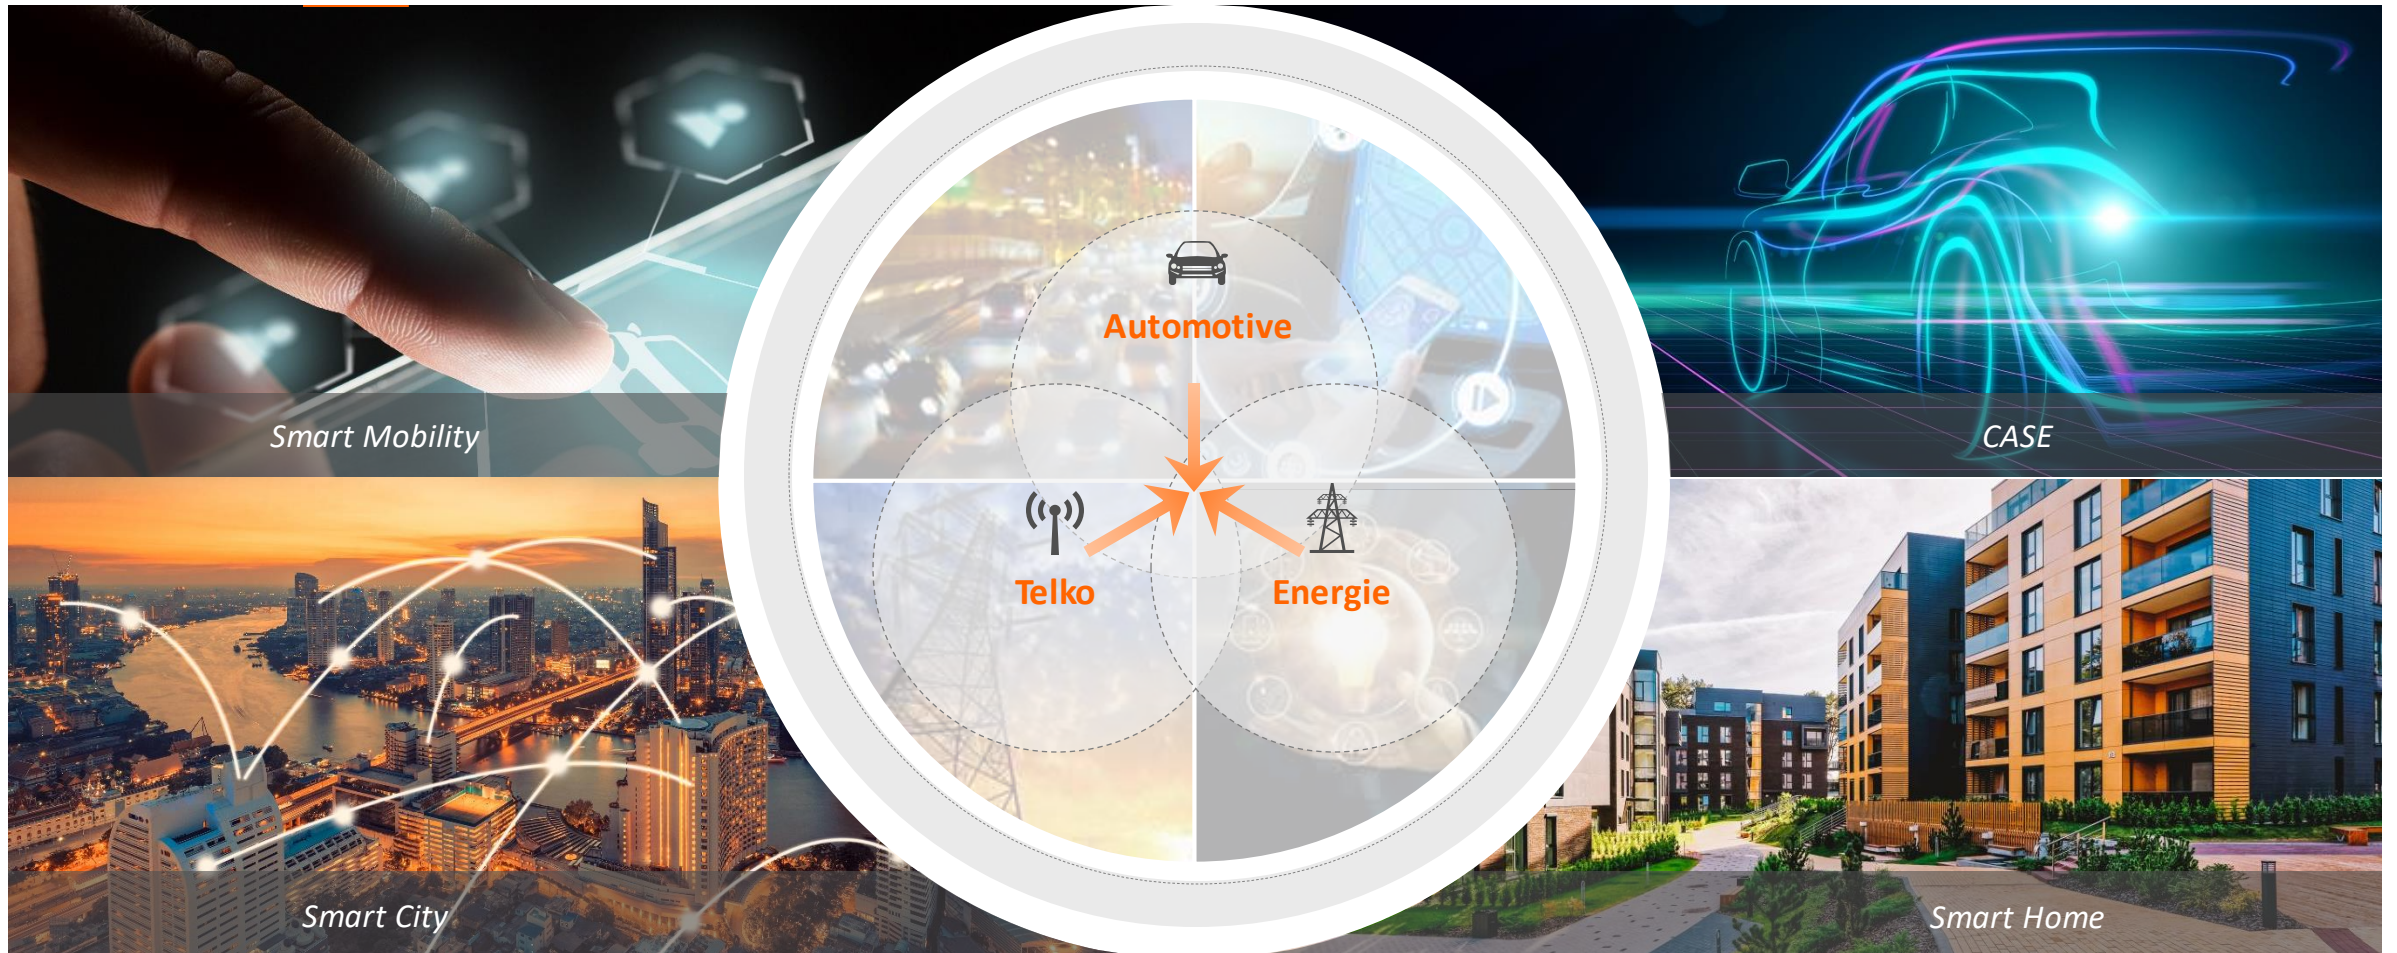 Automotive
Smart Mobility
CASE
Telko
Energie
Smart City
Smart Home